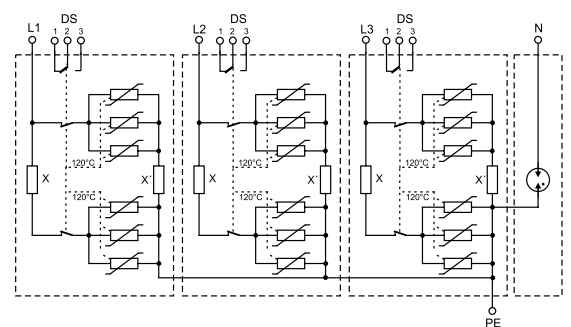 L1 DS L2 DS L3 DS N
1 2 3 1 2 3 1 2 3
120°C 120°C 120°C
X X´ X X´ X X´
120°C 120°C 120°C
PE